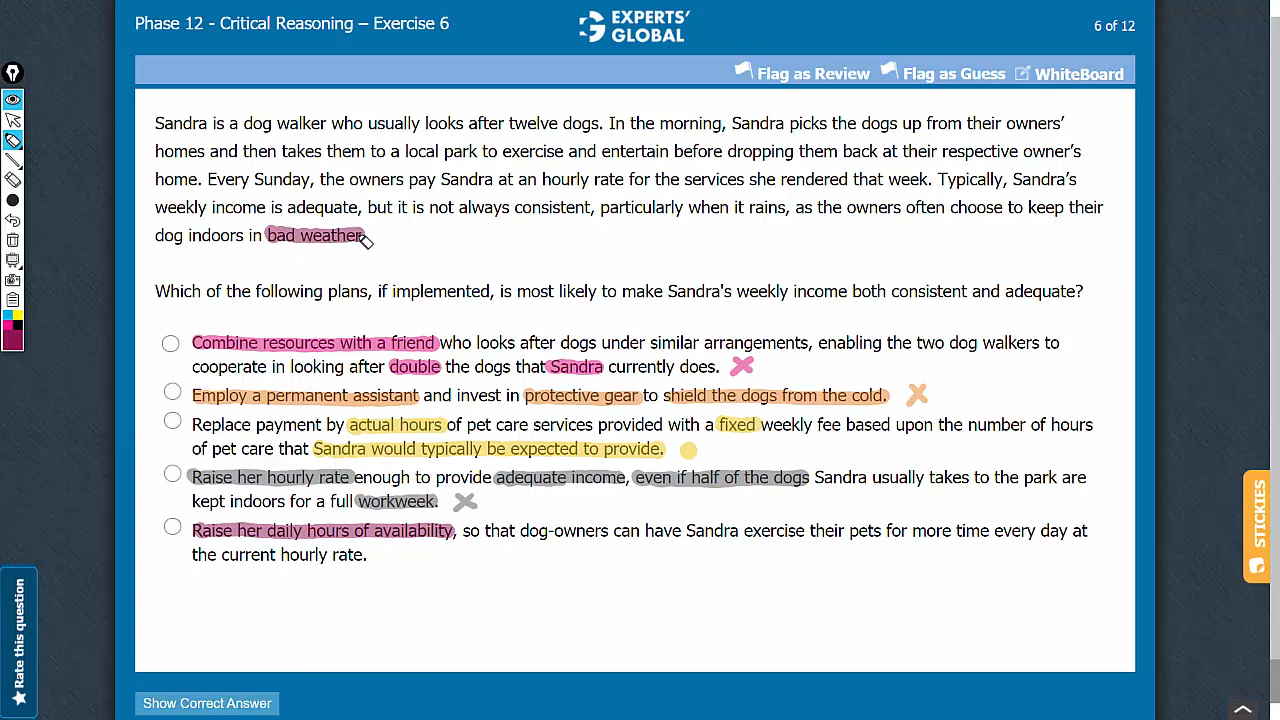 Phase 12 - Critical Reasoning – Exercise 6
EXPERTS’
GLOBAL
6 of 12
Flag as Review
Flag as Guess
WhiteBoard
Sandra is a dog walker who usually looks after twelve dogs. In the morning, Sandra picks the dogs up from their owners’
homes and then takes them to a local park to exercise and entertain before dropping them back at their respective owner’s
home. Every Sunday, the owners pay Sandra at an hourly rate for the services she rendered that week. Typically, Sandra’s
weekly income is adequate, but it is not always consistent, particularly when it rains, as the owners often choose to keep their
dog indoors in bad weather.
Which of the following plans, if implemented, is most likely to make Sandra's weekly income both consistent and adequate?
Combine resources with a friend who looks after dogs under similar arrangements, enabling the two dog walkers to
cooperate in looking after double the dogs that Sandra currently does.
Employ a permanent assistant and invest in protective gear to shield the dogs from the cold.
Replace payment by actual hours of pet care services provided with a fixed weekly fee based upon the number of hours
of pet care that Sandra would typically be expected to provide.
Raise her hourly rate enough to provide adequate income, even if half of the dogs Sandra usually takes to the park are
kept indoors for a full workweek.
Raise her daily hours of availability, so that dog-owners can have Sandra exercise their pets for more time every day at
the current hourly rate.
STICKIES
Rate this question
Show Correct Answer